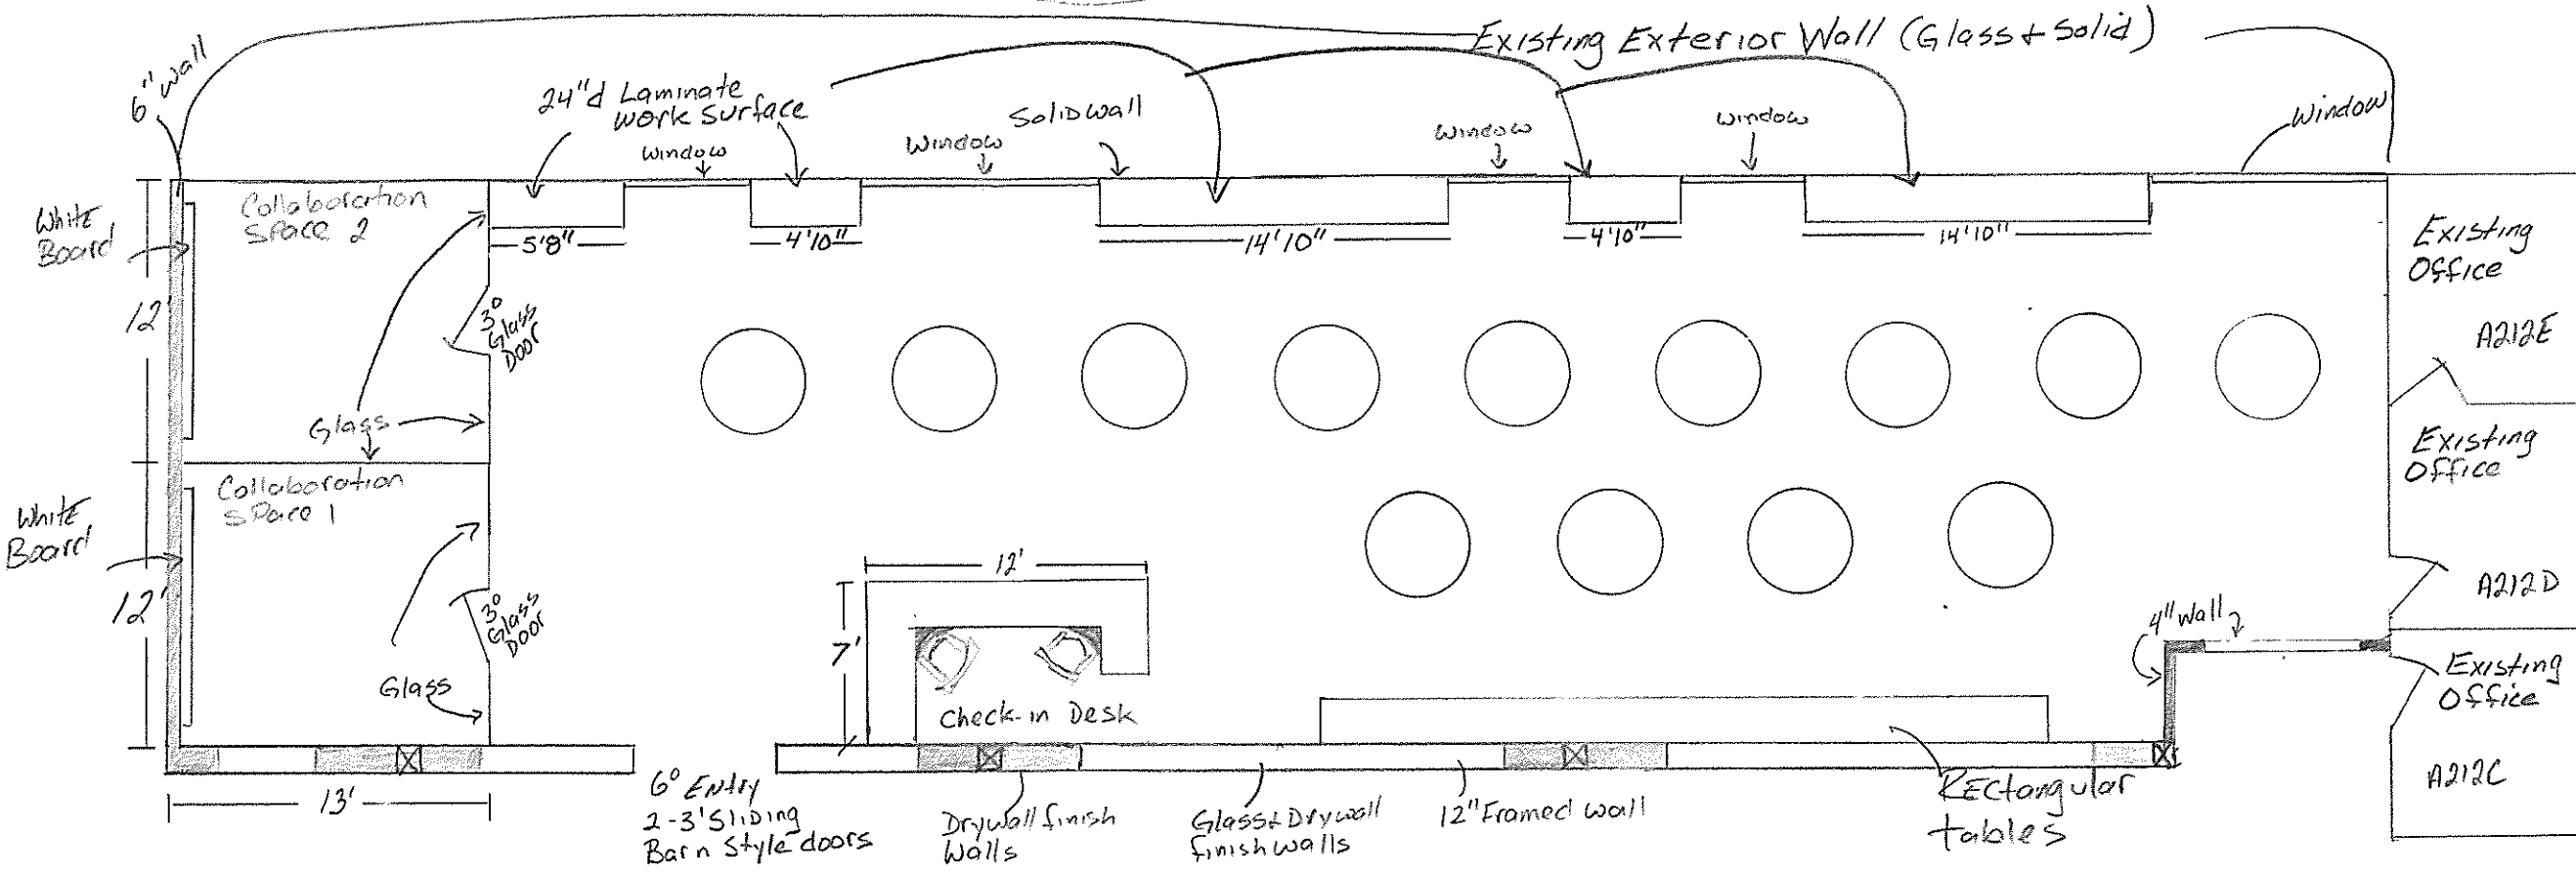 Existing Exterior Wall (Glass & Solid)
6" Wall
24"d Laminate
work surface
Window
Window
Solid wall
Window
Window
Window
White
Board
Collaboration
Space 2
12'
5'8"
4'10"
14'10"
4'10"
14'10"
3⁰
Glass
Door
Glass
Existing
Office
A212E
Existing
Office
A212D
White
Board
Collaboration
Space 1
12'
3⁰
Glass
Door
Glass
12'
7'
Check-in Desk
4" Wall
Existing
Office
A212C
13'
6⁰ Entry
2-3' Sliding
Barn Style doors
Drywall finish
Walls
Glass & Drywall
finish walls
12" Framed wall
Rectangular
tables